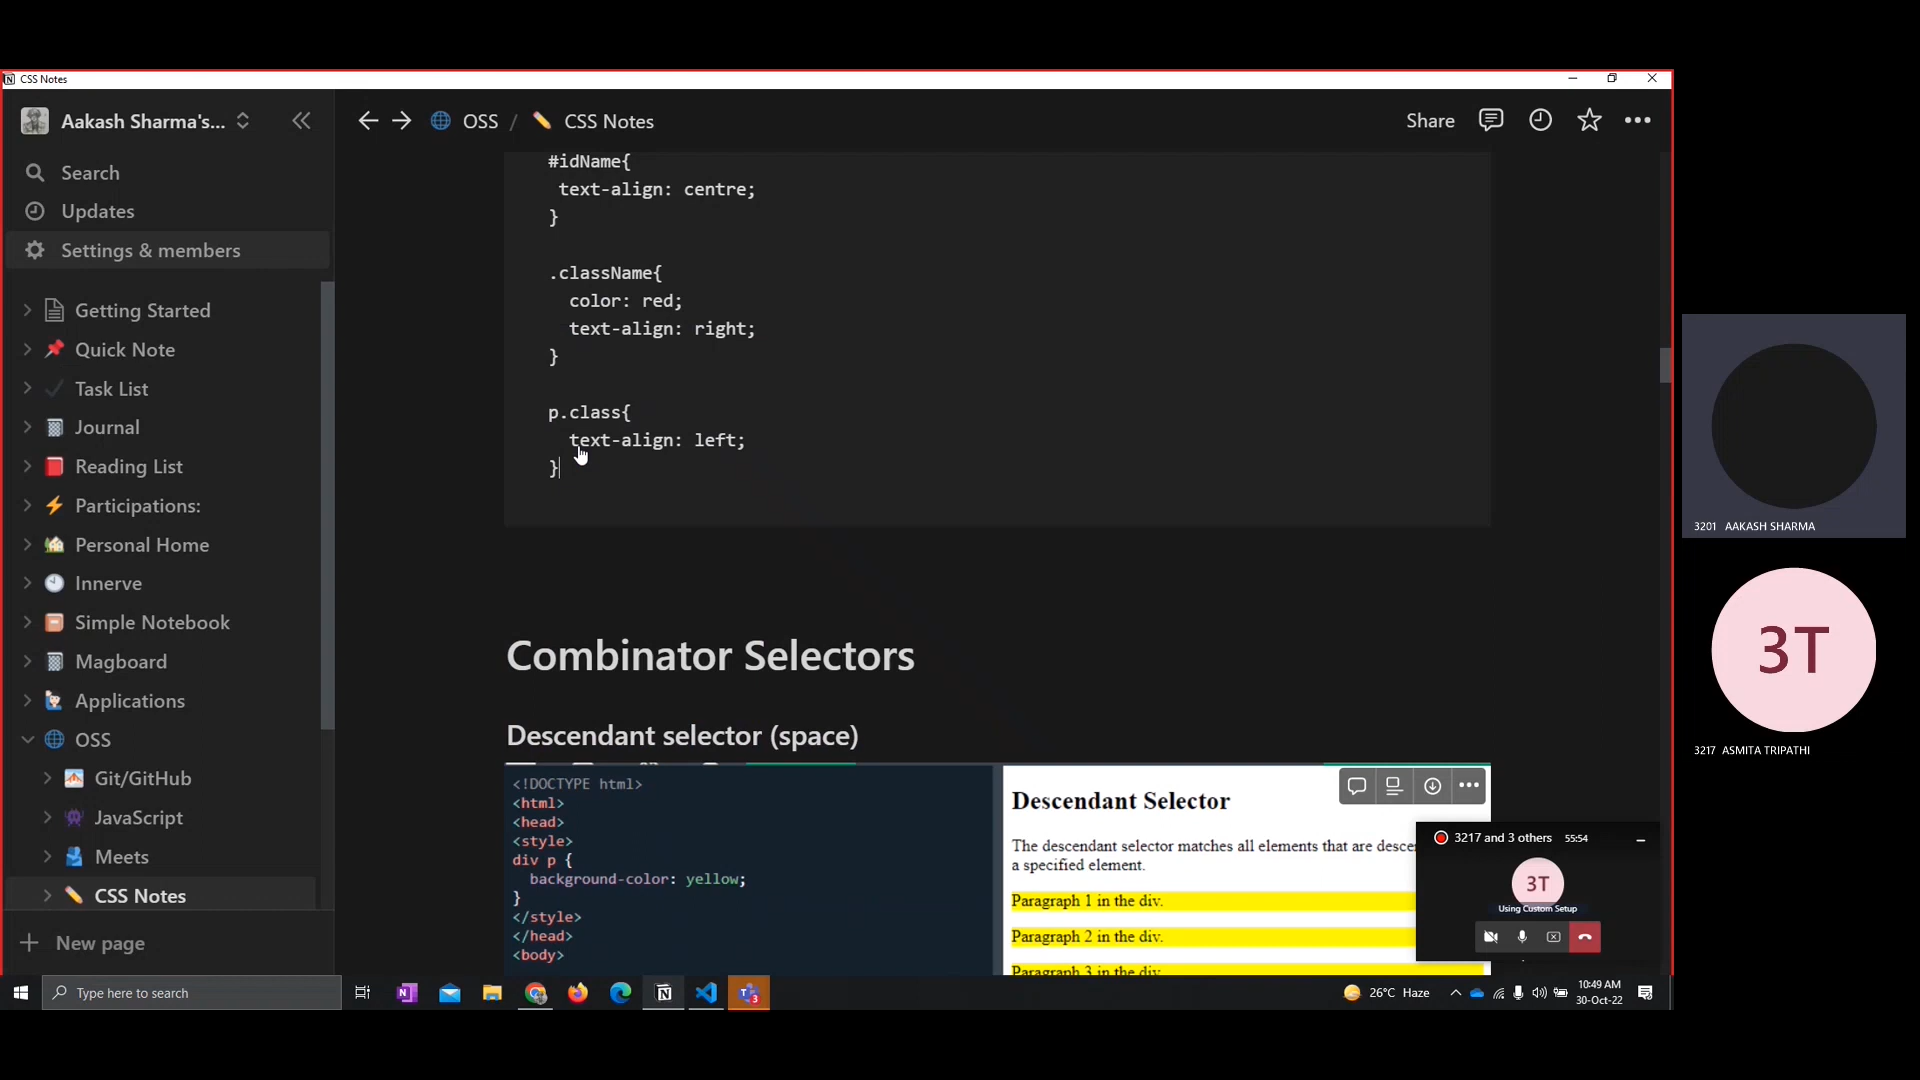 CSS Notes
Aakash Sharma's...
OSS / CSS Notes
Share
Search
Updates
Settings & members
Getting Started
Quick Note
Task List
Journal
Reading List
Participations:
Personal Home
Innerve
Simple Notebook
Magboard
Applications
OSS
Git/GitHub
JavaScript
Meets
CSS Notes
New page
#idName{
text-align: centre;
}
.className{
color: red;
text-align: right;
}
p.class{
text-align: left;
}
Combinator Selectors
Descendant selector (space)
<!DOCTYPE html>
<html>
<head>
<style>
div p {
background-color: yellow;
}
</style>
</head>
<body>
Descendant Selector
The descendant selector matches all elements that are desce
a specified element.
Paragraph 1 in the div.
Paragraph 2 in the div.
Paragraph 3 in the div.
3217 and 3 others 55:54
3T
Using Custom Setup
3201 AAKASH SHARMA
3T
3217 ASMITA TRIPATHI
Type here to search
26°C Haze
10:49 AM
30-Oct-22